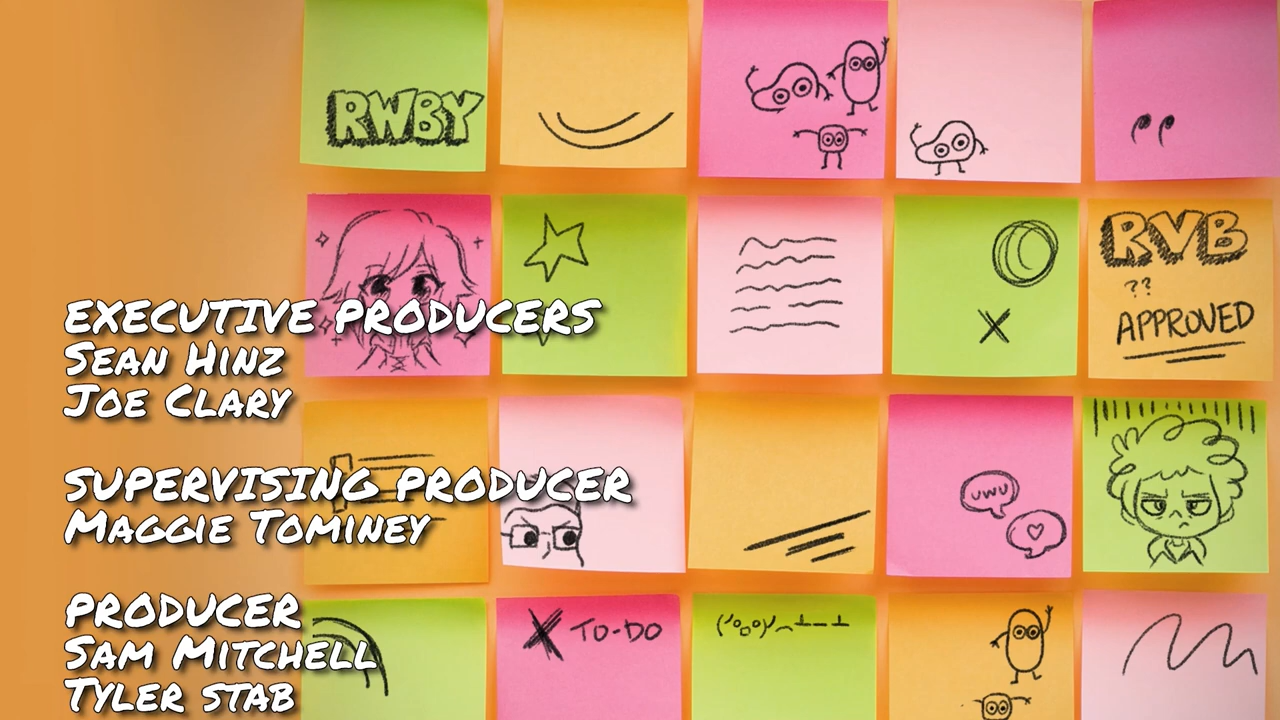 RWBY
RVB
??
APPROVED
EXECUTIVE PRODUCERS
SEAN HINZ
JOE CLARY
SUPERVISING PRODUCER
MAGGIE TOMINEY
UWU
PRODUCER
SAM MITCHELL
TYLER STAB
TO-DO